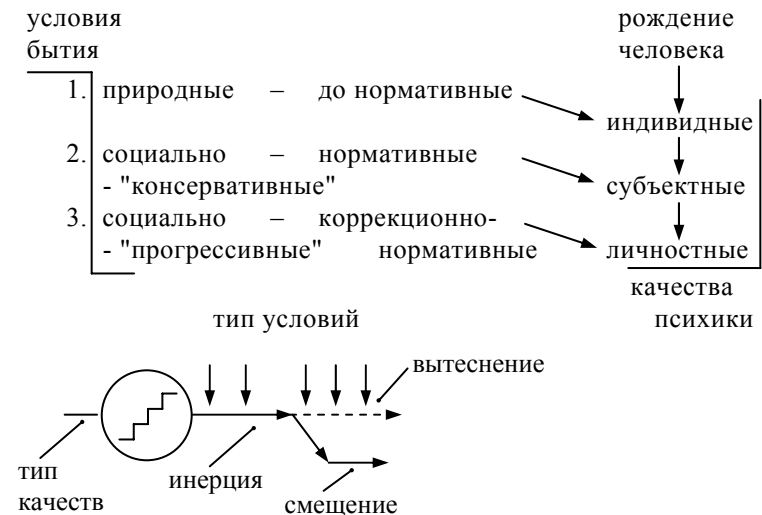 условия рождение
бытия человека
1. природные – до нормативные
индивидные
2. социально – нормативные
- "консервативные" субъектные
3. социально – коррекционно-
- "прогрессивные" нормативные личностные
качества
тип условий психики
вытеснение
тип инерция
качеств смещение